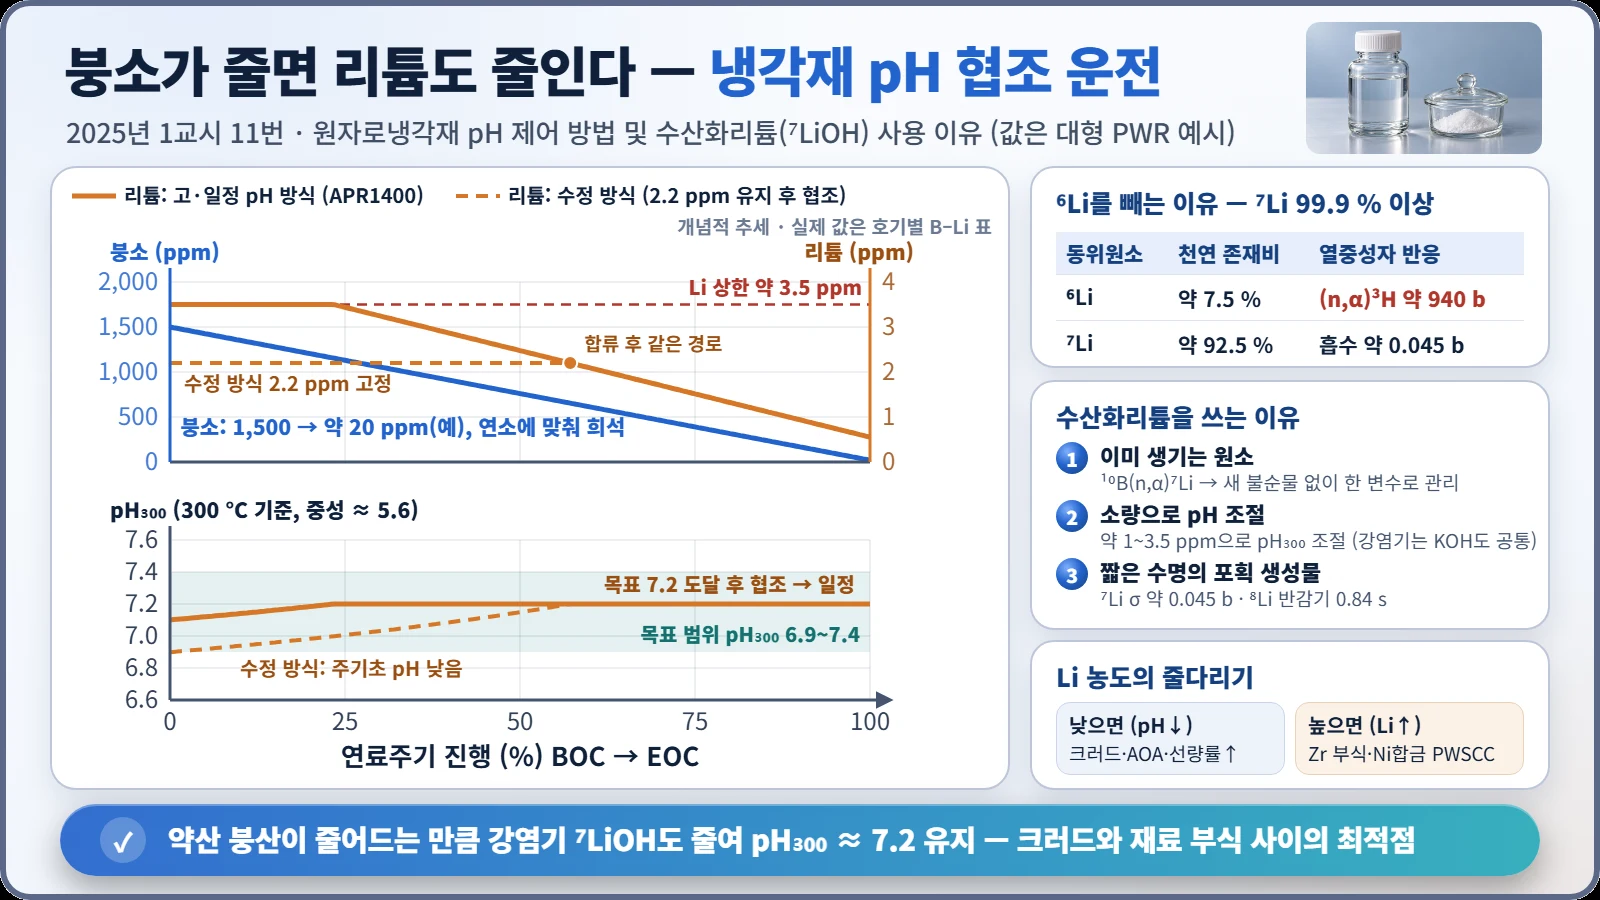 붕소가 줄면 리튬도 줄인다 — 냉각재 pH 협조 운전
2025년 1교시 11번 · 원자로냉각재 pH 제어 방법 및 수산화리튬(⁷LiOH) 사용 이유 (값은 대형 PWR 예시)
리튬: 고·일정 pH 방식 (APR1400)
리튬: 수정 방식 (2.2 ppm 유지 후 협조)
개념적 추세 · 실제 값은 호기별 B–Li 표
붕소 (ppm)
리튬 (ppm)
2,000
1,500
1,000
500
0
4
3
2
1
0
Li 상한 약 3.5 ppm
합류 후 같은 경로
수정 방식 2.2 ppm 고정
붕소: 1,500 → 약 20 ppm(예), 연소에 맞춰 희석
pH₃₀₀ (300 °C 기준, 중성 ≈ 5.6)
7.6
7.4
7.2
7.0
6.8
6.6
목표 7.2 도달 후 협조 → 일정
목표 범위 pH₃₀₀ 6.9~7.4
수정 방식: 주기초 pH 낮음
0
25
50
75
100
연료주기 진행 (%) BOC → EOC
⁶Li를 빼는 이유 — ⁷Li 99.9 % 이상
동위원소 천연 존재비 열중성자 반응
⁶Li 약 7.5 % (n,α)³H 약 940 b
⁷Li 약 92.5 % 흡수 약 0.045 b
수산화리튬을 쓰는 이유
1 이미 생기는 원소
¹⁰B(n,α)⁷Li → 새 불순물 없이 한 변수로 관리
2 소량으로 pH 조절
약 1~3.5 ppm으로 pH₃₀₀ 조절 (강염기는 KOH도 공통)
3 짧은 수명의 포획 생성물
⁷Li σ 약 0.045 b · ⁸Li 반감기 0.84 s
Li 농도의 줄다리기
낮으면 (pH↓)
크러드·AOA·선량률↑
높으면 (Li↑)
Zr 부식·Ni합금 PWSCC
✓ 약산 붕산이 줄어드는 만큼 강염기 ⁷LiOH도 줄여 pH₃₀₀ ≈ 7.2 유지 — 크러드와 재료 부식 사이의 최적점